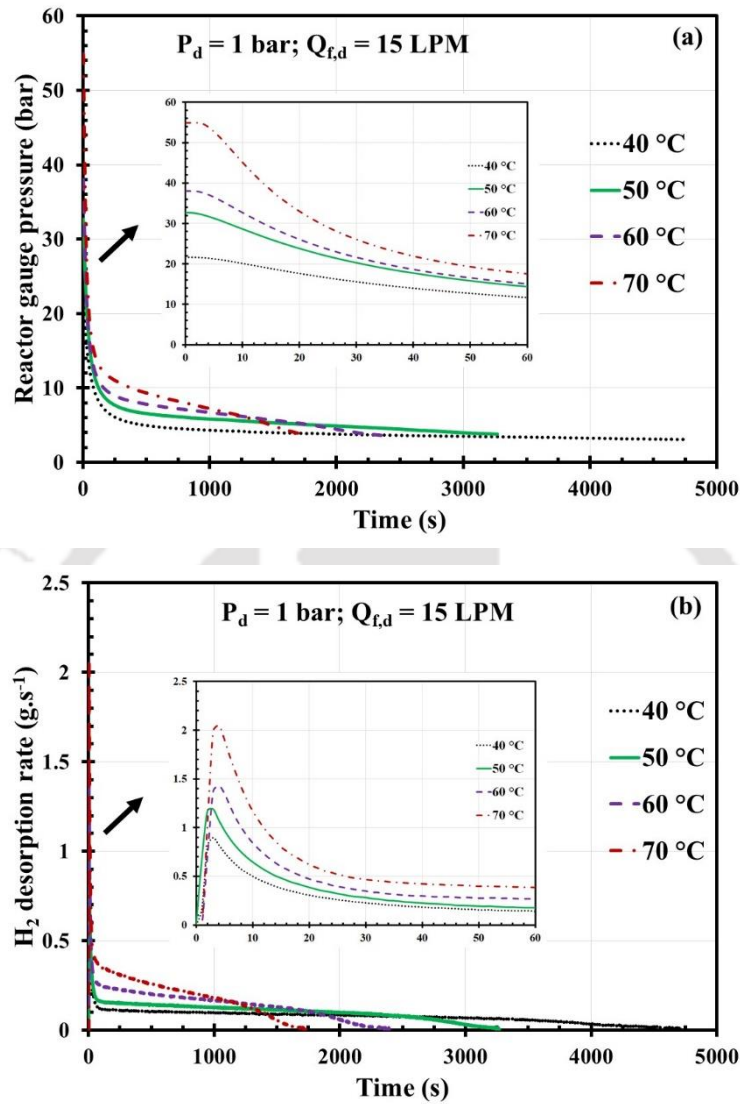 P_d = 1 bar; Q_f,d = 15 LPM
(a)
Reactor gauge pressure (bar)
60
50
40
30
20
10
0
60
50
40
30
20
10
0
0 10 20 30 40 50 60
40 °C
50 °C
60 °C
70 °C
40 °C
50 °C
60 °C
70 °C
0 1000 2000 3000 4000 5000
Time (s)
P_d = 1 bar; Q_f,d = 15 LPM
(b)
H₂ desorption rate (g.s⁻¹)
2.5
2
1.5
1
0.5
0
2.5
2
1.5
1
0.5
0
0 10 20 30 40 50 60
40 °C
50 °C
60 °C
70 °C
40 °C
50 °C
60 °C
70 °C
0 1000 2000 3000 4000 5000
Time (s)